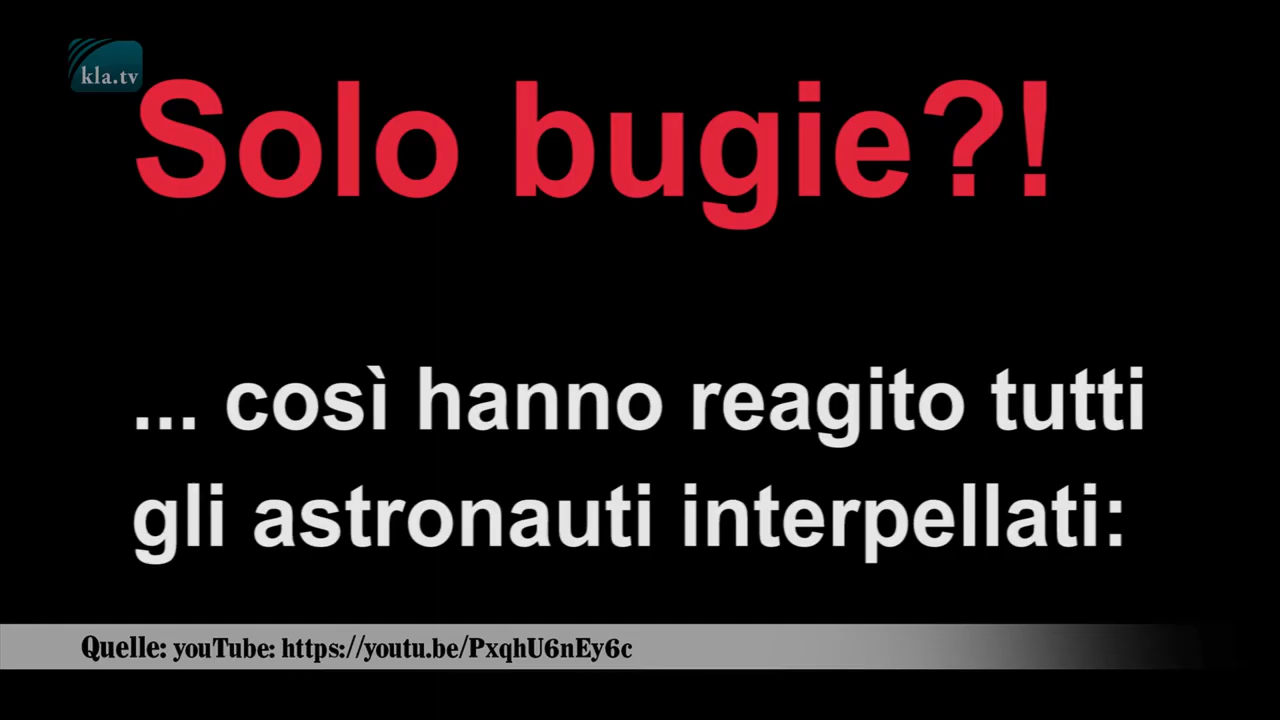 kla.tv
Solo bugie?!
... così hanno reagito tutti
gli astronauti interpellati:
Quelle: youTube: https://youtu.be/PxqhU6nEy6c